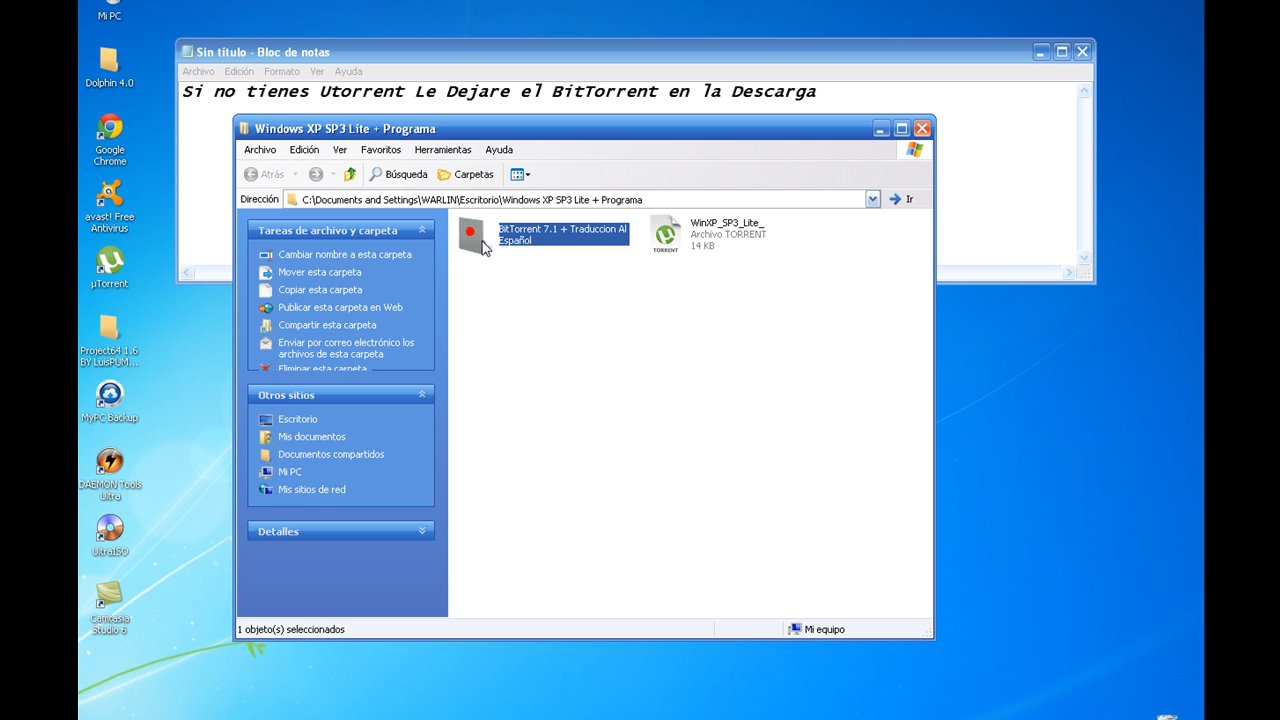 Mi PC
Dolphin 4.0
Google
Chrome
avast! Free
Antivirus
µTorrent
Project64 1.6
BY LuisPUM...
MyPC Backup
DAEMON Tools
Ultra
UltraISO
Camtasia
Studio 6
Sin título - Bloc de notas
Archivo Edición Formato Ver Ayuda
Si no tienes Utorrent Le Dejare el BitTorrent en la Descarga
Windows XP SP3 Lite + Programa
Archivo Edición Ver Favoritos Herramientas Ayuda
Atrás Búsqueda Carpetas
Dirección C:\Documents and Settings\WARLIN\Escritorio\Windows XP SP3 Lite + Programa Ir
Tareas de archivo y carpeta
Cambiar nombre a esta carpeta
Mover esta carpeta
Copiar esta carpeta
Publicar esta carpeta en Web
Compartir esta carpeta
Enviar por correo electrónico los
archivos de esta carpeta
Eliminar esta carpeta
Otros sitios
Escritorio
Mis documentos
Documentos compartidos
Mi PC
Mis sitios de red
Detalles
BitTorrent 7.1 + Traduccion Al
Español
TORRENT
WinXP_SP3_Lite_
Archivo TORRENT
14 KB
1 objeto(s) seleccionados
Mi equipo